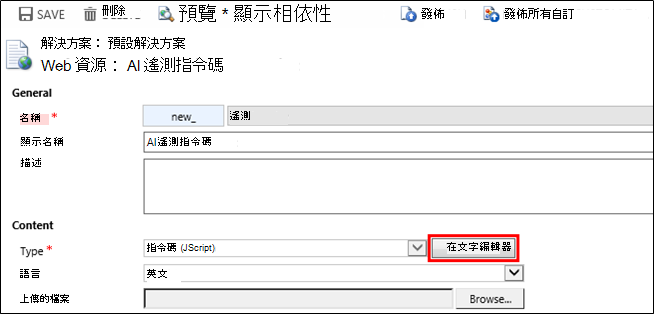 SAVE 刪除 預覽 * 顯示相依性 發佈 發佈所有自訂
解決方案： 預設解決方案
Web 資源： AI 遙測指令碼
General
名稱 * new_ 遙測
顯示名稱 AI遙測指令碼
描述
Content
Type * 指令碼 (JScript) 在文字編輯器
語言 英文
上傳的檔案 Browse...